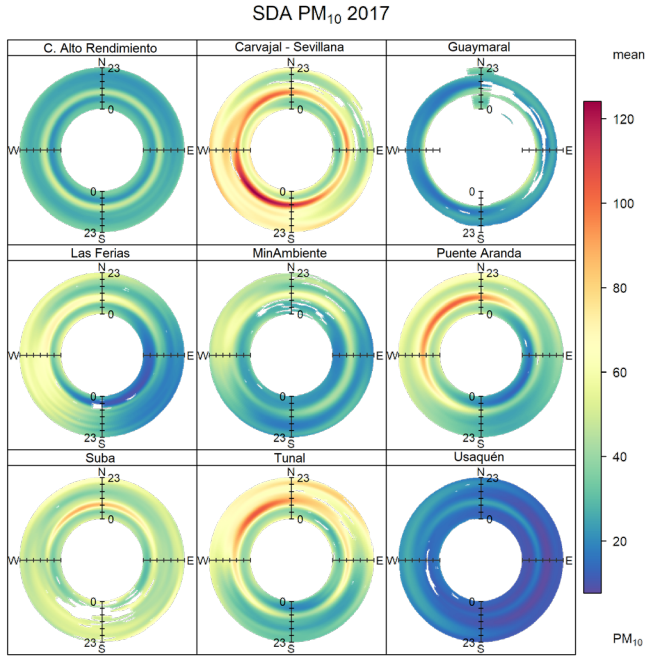 SDA PM10 2017
C. Alto Rendimiento
Carvajal - Sevillana
Guaymaral
mean
N
23
0
W
E
0
23
S
N
23
0
W
E
0
23
S
N
23
0
W
E
0
23
S
Las Ferias
MinAmbiente
Puente Aranda
N
23
0
W
E
0
23
S
N
23
0
W
E
0
23
S
N
23
0
W
E
0
23
S
Suba
Tunal
Usaquén
N
23
0
W
E
0
23
S
N
23
0
W
E
0
23
S
N
23
0
W
E
0
23
S
120
100
80
60
40
20
PM10